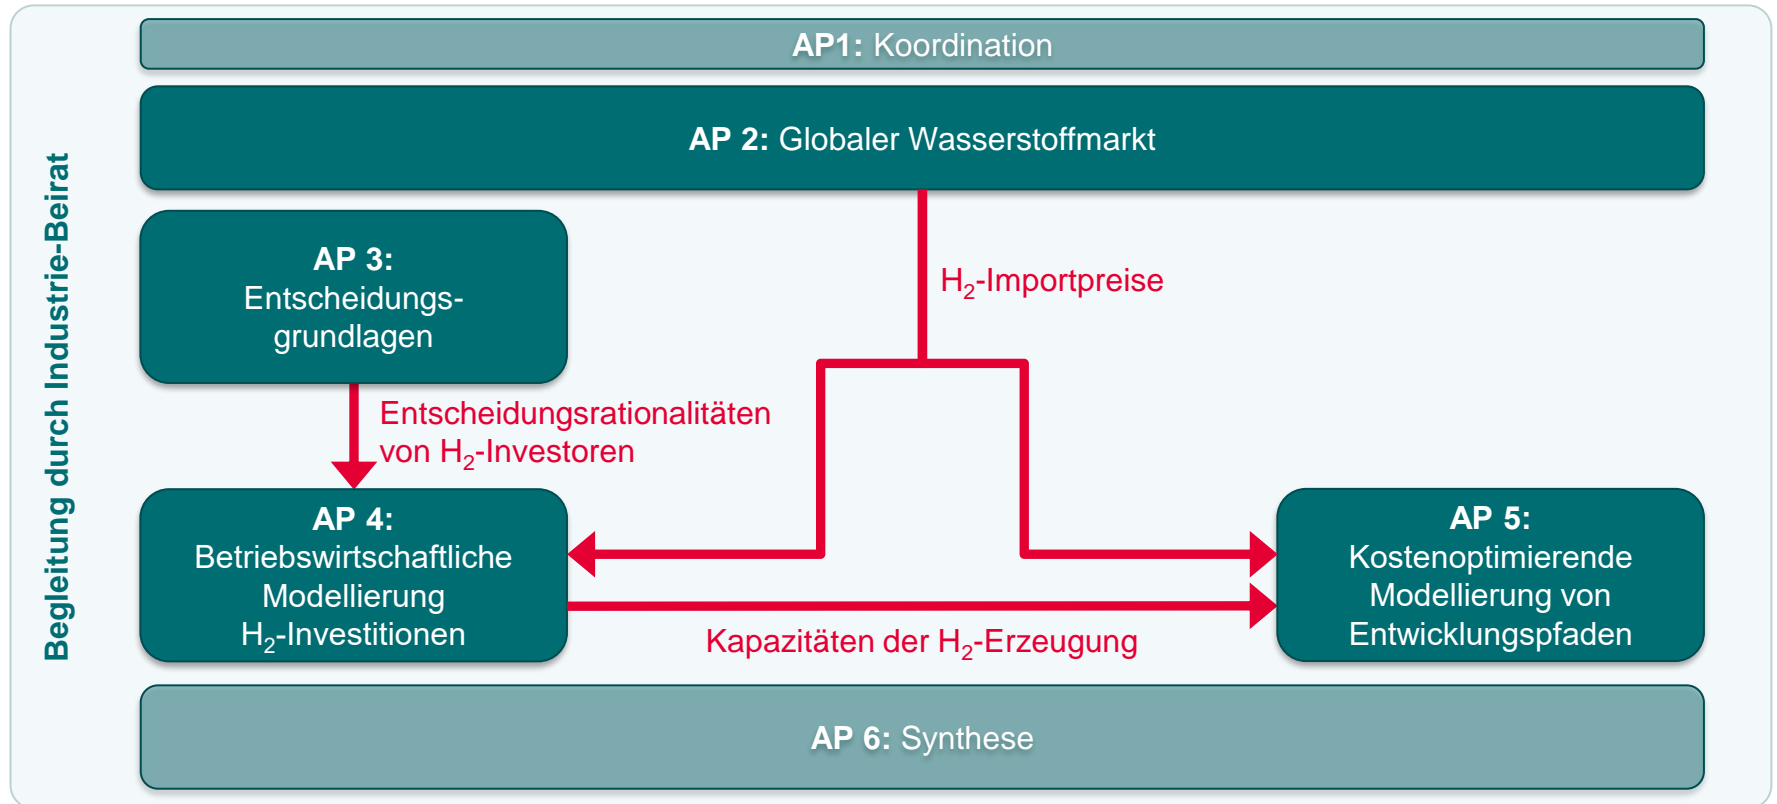 Begleitung durch Industrie-Beirat
AP1: Koordination
AP 2: Globaler Wasserstoffmarkt
AP 3:
Entscheidungs-
grundlagen
H₂-Importpreise
Entscheidungsrationalitäten
von H₂-Investoren
AP 4:
Betriebswirtschaftliche
Modellierung
H₂-Investitionen
AP 5:
Kostenoptimierende
Modellierung von
Entwicklungspfaden
Kapazitäten der H₂-Erzeugung
AP 6: Synthese